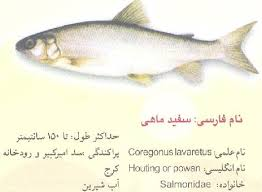 نام فارسی: سفید ماهی
نام علمی: Coregonus lavaretus
نام انگلیسی: Houting or powan
خانواده: Salmonidae
حداکثر طول: تا ۱۵۰ سانتیمتر
پراکندگی: سد امیرکبیر و رودخانه
کرج
آب شیرین